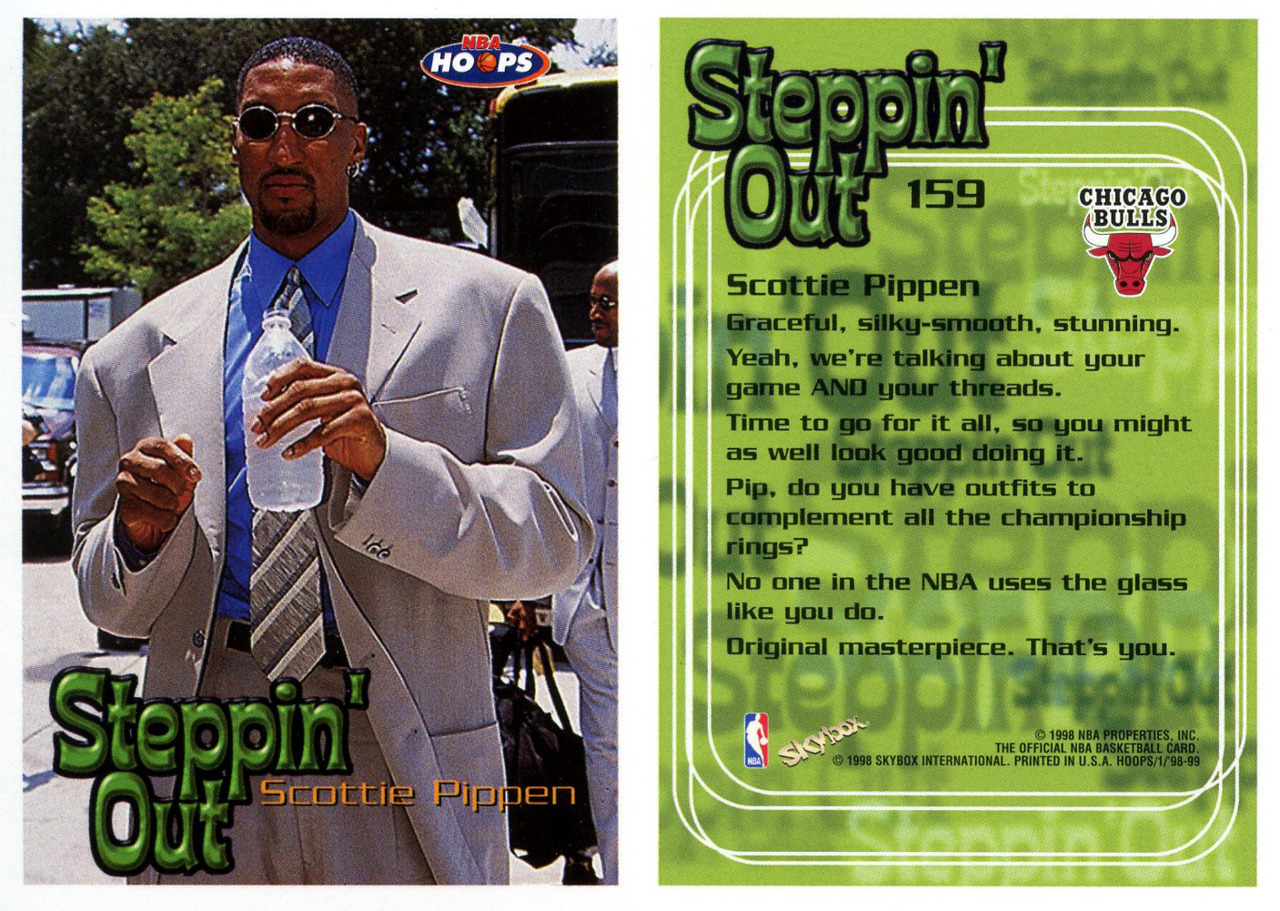 NBA
HOOPS
Steppin'
Out
Scottie Pippen
Steppin'
Out
159
CHICAGO
BULLS
Scottie Pippen
Graceful, silky-smooth, stunning.
Yeah, we're talking about your
game AND your threads.
Time to go for it all, so you might
as well look good doing it.
Pip, do you have outfits to
complement all the championship
rings?
No one in the NBA uses the glass
like you do.
Original masterpiece. That's you.
NBA
SkyBox
© 1998 NBA PROPERTIES, INC.
THE OFFICIAL NBA BASKETBALL CARD.
© 1998 SKYBOX INTERNATIONAL. PRINTED IN U.S.A. HOOPS/1/'98-99